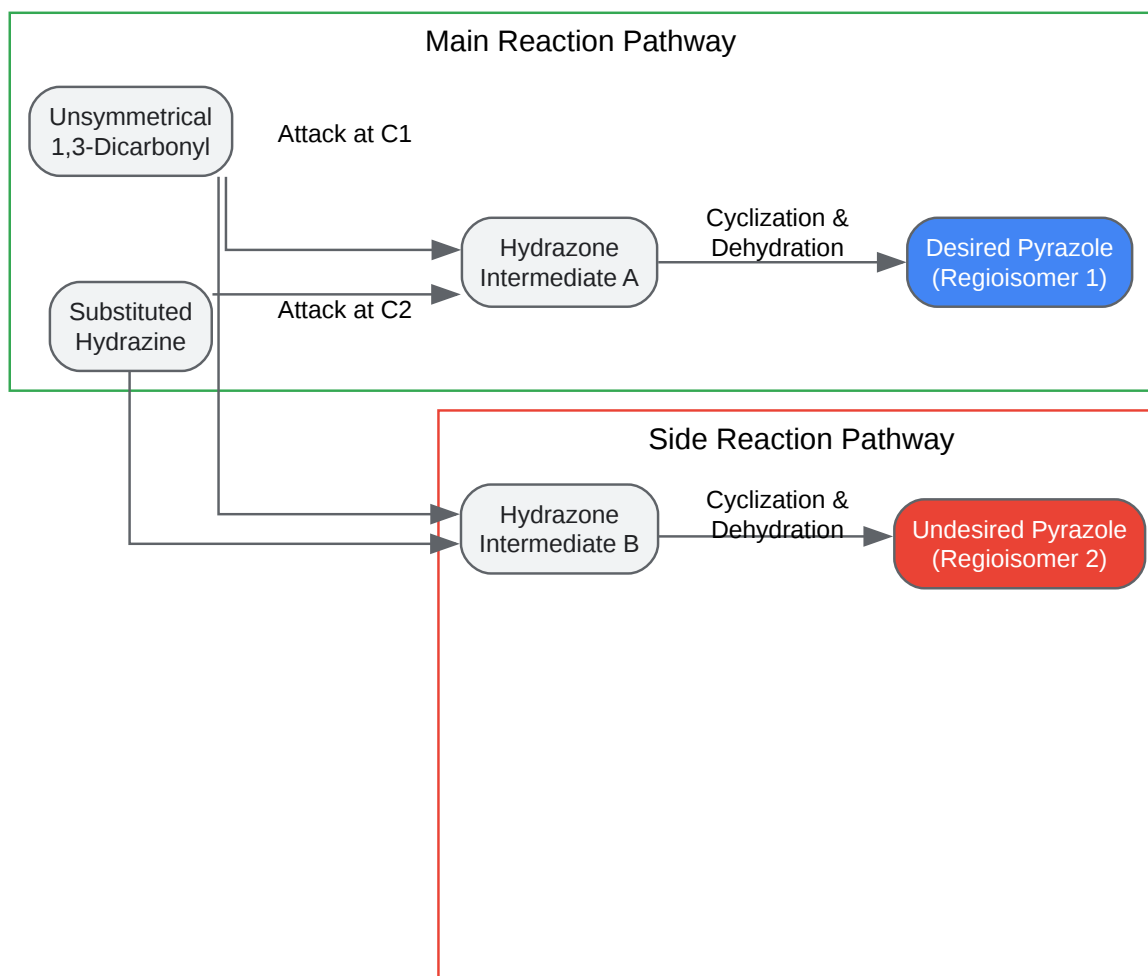 Main Reaction Pathway
Unsymmetrical
1,3-Dicarbonyl
Attack at C1
Substituted
Hydrazine
Attack at C2
Hydrazone
Intermediate A
Cyclization &
Dehydration
Desired Pyrazole
(Regioisomer 1)
Side Reaction Pathway
Hydrazone
Intermediate B
Cyclization &
Dehydration
Undesired Pyrazole
(Regioisomer 2)